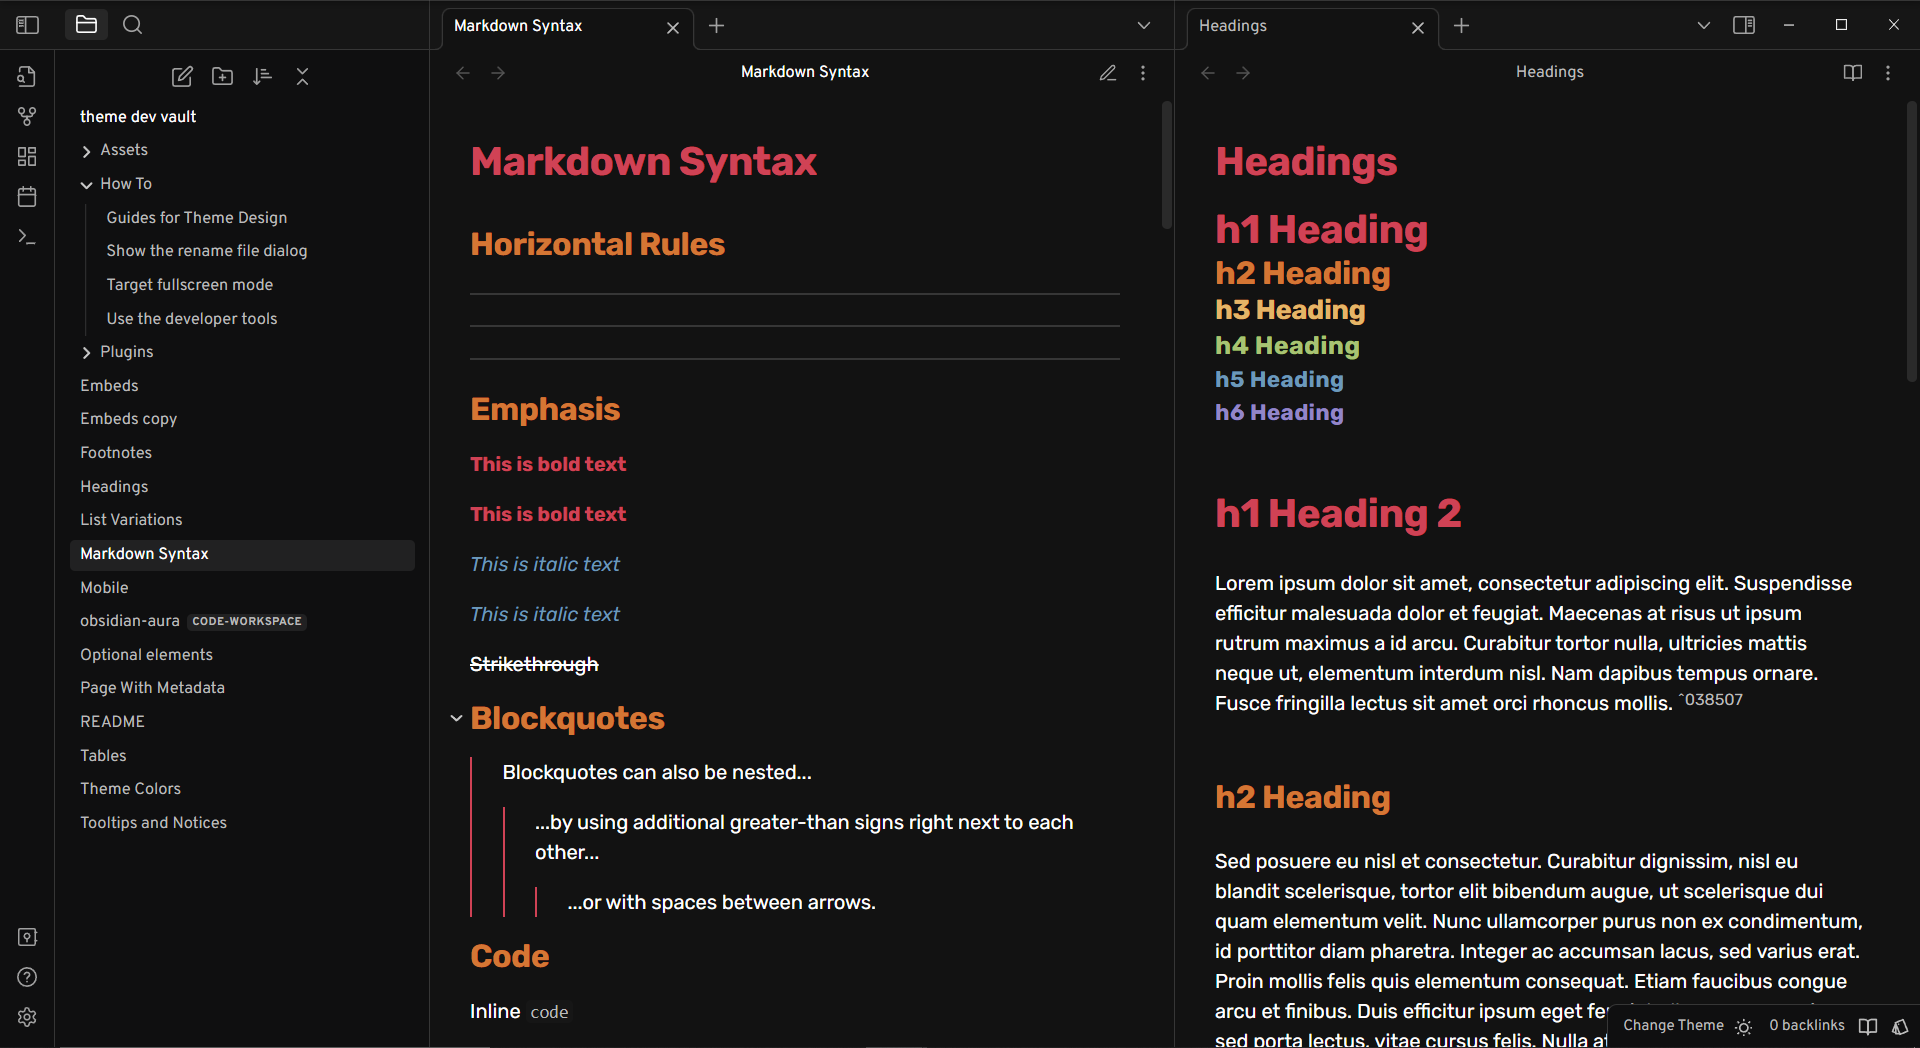 Markdown Syntax
Headings
theme dev vault
Assets
How To
Guides for Theme Design
Show the rename file dialog
Target fullscreen mode
Use the developer tools
Plugins
Embeds
Embeds copy
Footnotes
Headings
List Variations
Markdown Syntax
Mobile
obsidian-aura CODE-WORKSPACE
Optional elements
Page With Metadata
README
Tables
Theme Colors
Tooltips and Notices
Markdown Syntax
Markdown Syntax
Horizontal Rules
Emphasis
This is bold text
This is bold text
This is italic text
This is italic text
Strikethrough
Blockquotes
Blockquotes can also be nested...
...by using additional greater-than signs right next to each
other...
...or with spaces between arrows.
Code
Inline code
Headings
Headings
h1 Heading
h2 Heading
h3 Heading
h4 Heading
h5 Heading
h6 Heading
h1 Heading 2
Lorem ipsum dolor sit amet, consectetur adipiscing elit. Suspendisse
efficitur malesuada dolor et feugiat. Maecenas at risus ut ipsum
rutrum maximus a id arcu. Curabitur tortor nulla, ultricies mattis
neque ut, elementum interdum nisl. Nam dapibus tempus ornare.
Fusce fringilla lectus sit amet orci rhoncus mollis. ^038507
h2 Heading
Sed posuere eu nisl et consectetur. Curabitur dignissim, nisl eu
blandit scelerisque, tortor elit bibendum augue, ut scelerisque dui
quam elementum velit. Nunc ullamcorper purus non ex condimentum,
id porttitor diam pharetra. Integer ac accumsan lacus, sed varius erat.
Proin mollis felis quis elementum consequat. Etiam faucibus congue
arcu et finibus. Duis efficitur ipsum eget
sed porta lectus, vitae cursus felis. Nulla
Change Theme 0 backlinks